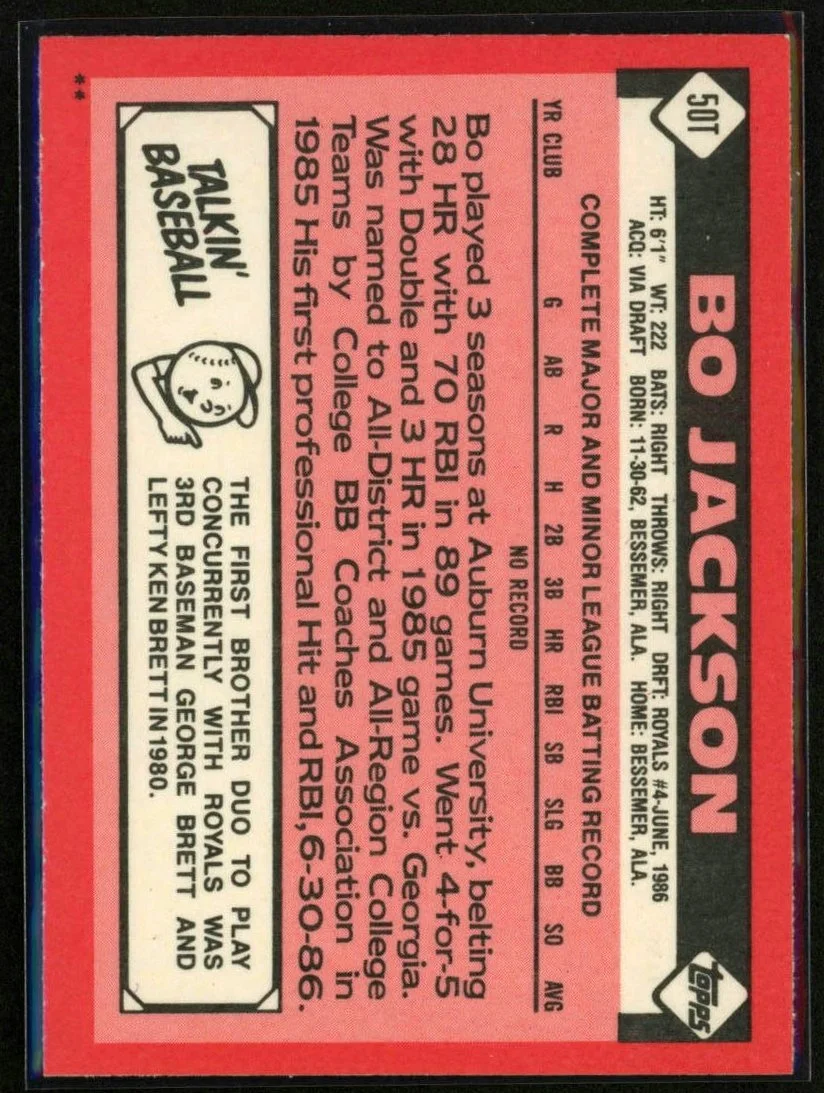 50T
BO JACKSON
topps
HT: 6'1" WT: 222 BATS: RIGHT THROWS: RIGHT DRFT: ROYALS #4-JUNE, 1986
ACQ: VIA DRAFT BORN: 11-30-62, BESSEMER, ALA. HOME: BESSEMER, ALA.
COMPLETE MAJOR AND MINOR LEAGUE BATTING RECORD
YR CLUB G AB R H 2B 3B HR RBI SB SLG BB SO AVG
NO RECORD
Bo played 3 seasons at Auburn University, belting
28 HR with 70 RBI in 89 games. Went 4-for-5
with Double and 3 HR in 1985 game vs. Georgia.
Was named to All-District and All-Region College
Teams by College BB Coaches Association in
1985 His first professional Hit and RBI, 6-30-86.
TALKIN'
BASEBALL
THE FIRST BROTHER DUO TO PLAY
CONCURRENTLY WITH ROYALS WAS
3RD BASEMAN GEORGE BRETT AND
LEFTY KEN BRETT IN 1980.
**